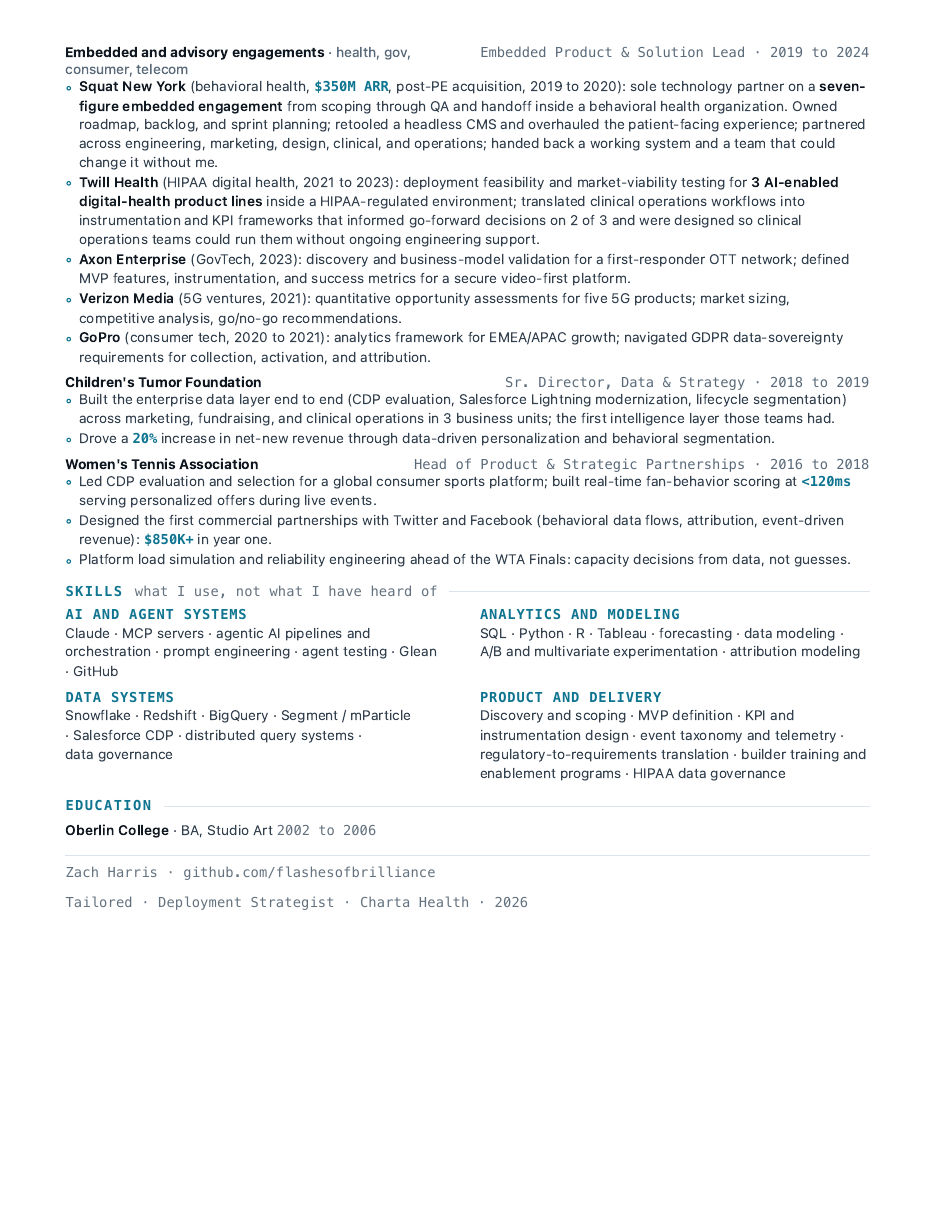 Embedded and advisory engagements · health, gov, consumer, telecom
Embedded Product & Solution Lead · 2019 to 2024
Squat New York (behavioral health, $350M ARR, post-PE acquisition, 2019 to 2020): sole technology partner on a seven-
figure embedded engagement from scoping through QA and handoff inside a behavioral health organization. Owned
roadmap, backlog, and sprint planning; retooled a headless CMS and overhauled the patient-facing experience; partnered
across engineering, marketing, design, clinical, and operations; handed back a working system and a team that could
change it without me.
Twill Health (HIPAA digital health, 2021 to 2023): deployment feasibility and market-viability testing for 3 AI-enabled
digital-health product lines inside a HIPAA-regulated environment; translated clinical operations workflows into
instrumentation and KPI frameworks that informed go-forward decisions on 2 of 3 and were designed so clinical
operations teams could run them without ongoing engineering support.
Axon Enterprise (GovTech, 2023): discovery and business-model validation for a first-responder OTT network; defined
MVP features, instrumentation, and success metrics for a secure video-first platform.
Verizon Media (5G ventures, 2021): quantitative opportunity assessments for five 5G products; market sizing,
competitive analysis, go/no-go recommendations.
GoPro (consumer tech, 2020 to 2021): analytics framework for EMEA/APAC growth; navigated GDPR data-sovereignty
requirements for collection, activation, and attribution.
Children's Tumor Foundation
Sr. Director, Data & Strategy · 2018 to 2019
Built the enterprise data layer end to end (CDP evaluation, Salesforce Lightning modernization, lifecycle segmentation)
across marketing, fundraising, and clinical operations in 3 business units; the first intelligence layer those teams had.
Drove a 20% increase in net-new revenue through data-driven personalization and behavioral segmentation.
Women's Tennis Association
Head of Product & Strategic Partnerships · 2016 to 2018
Led CDP evaluation and selection for a global consumer sports platform; built real-time fan-behavior scoring at <120ms
serving personalized offers during live events.
Designed the first commercial partnerships with Twitter and Facebook (behavioral data flows, attribution, event-driven
revenue): $850K+ in year one.
Platform load simulation and reliability engineering ahead of the WTA Finals: capacity decisions from data, not guesses.
SKILLS what I use, not what I have heard of
AI AND AGENT SYSTEMS
Claude · MCP servers · agentic AI pipelines and
orchestration · prompt engineering · agent testing · Glean
· GitHub
ANALYTICS AND MODELING
SQL · Python · R · Tableau · forecasting · data modeling ·
A/B and multivariate experimentation · attribution modeling
DATA SYSTEMS
Snowflake · Redshift · BigQuery · Segment / mParticle
· Salesforce CDP · distributed query systems ·
data governance
PRODUCT AND DELIVERY
Discovery and scoping · MVP definition · KPI and
instrumentation design · event taxonomy and telemetry ·
regulatory-to-requirements translation · builder training and
enablement programs · HIPAA data governance
EDUCATION
Oberlin College · BA, Studio Art 2002 to 2006
Zach Harris · github.com/flashesofbrilliance
Tailored · Deployment Strategist · Charta Health · 2026